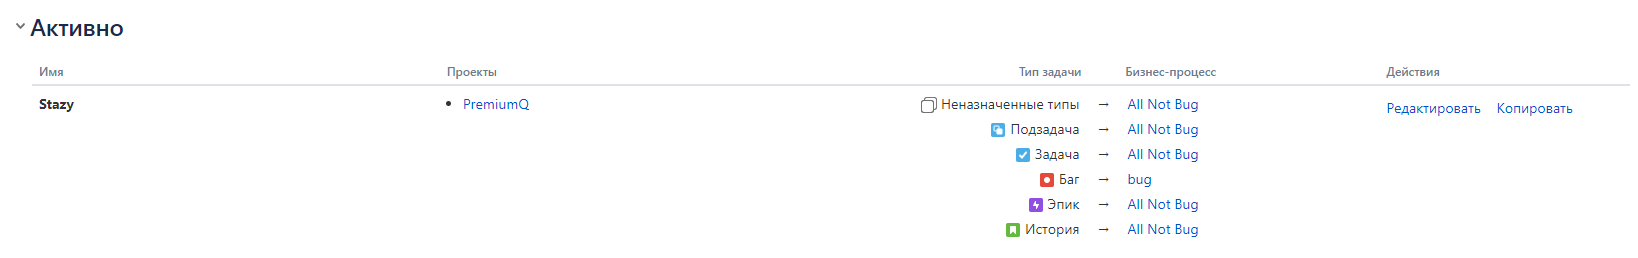 Активно
Имя Проекты Тип задачи Бизнес-процесс Действия
Stazy • PremiumQ Неназначенные типы → All Not Bug Редактировать Копировать
Подзадача → All Not Bug
Задача → All Not Bug
Баг → bug
Эпик → All Not Bug
История → All Not Bug